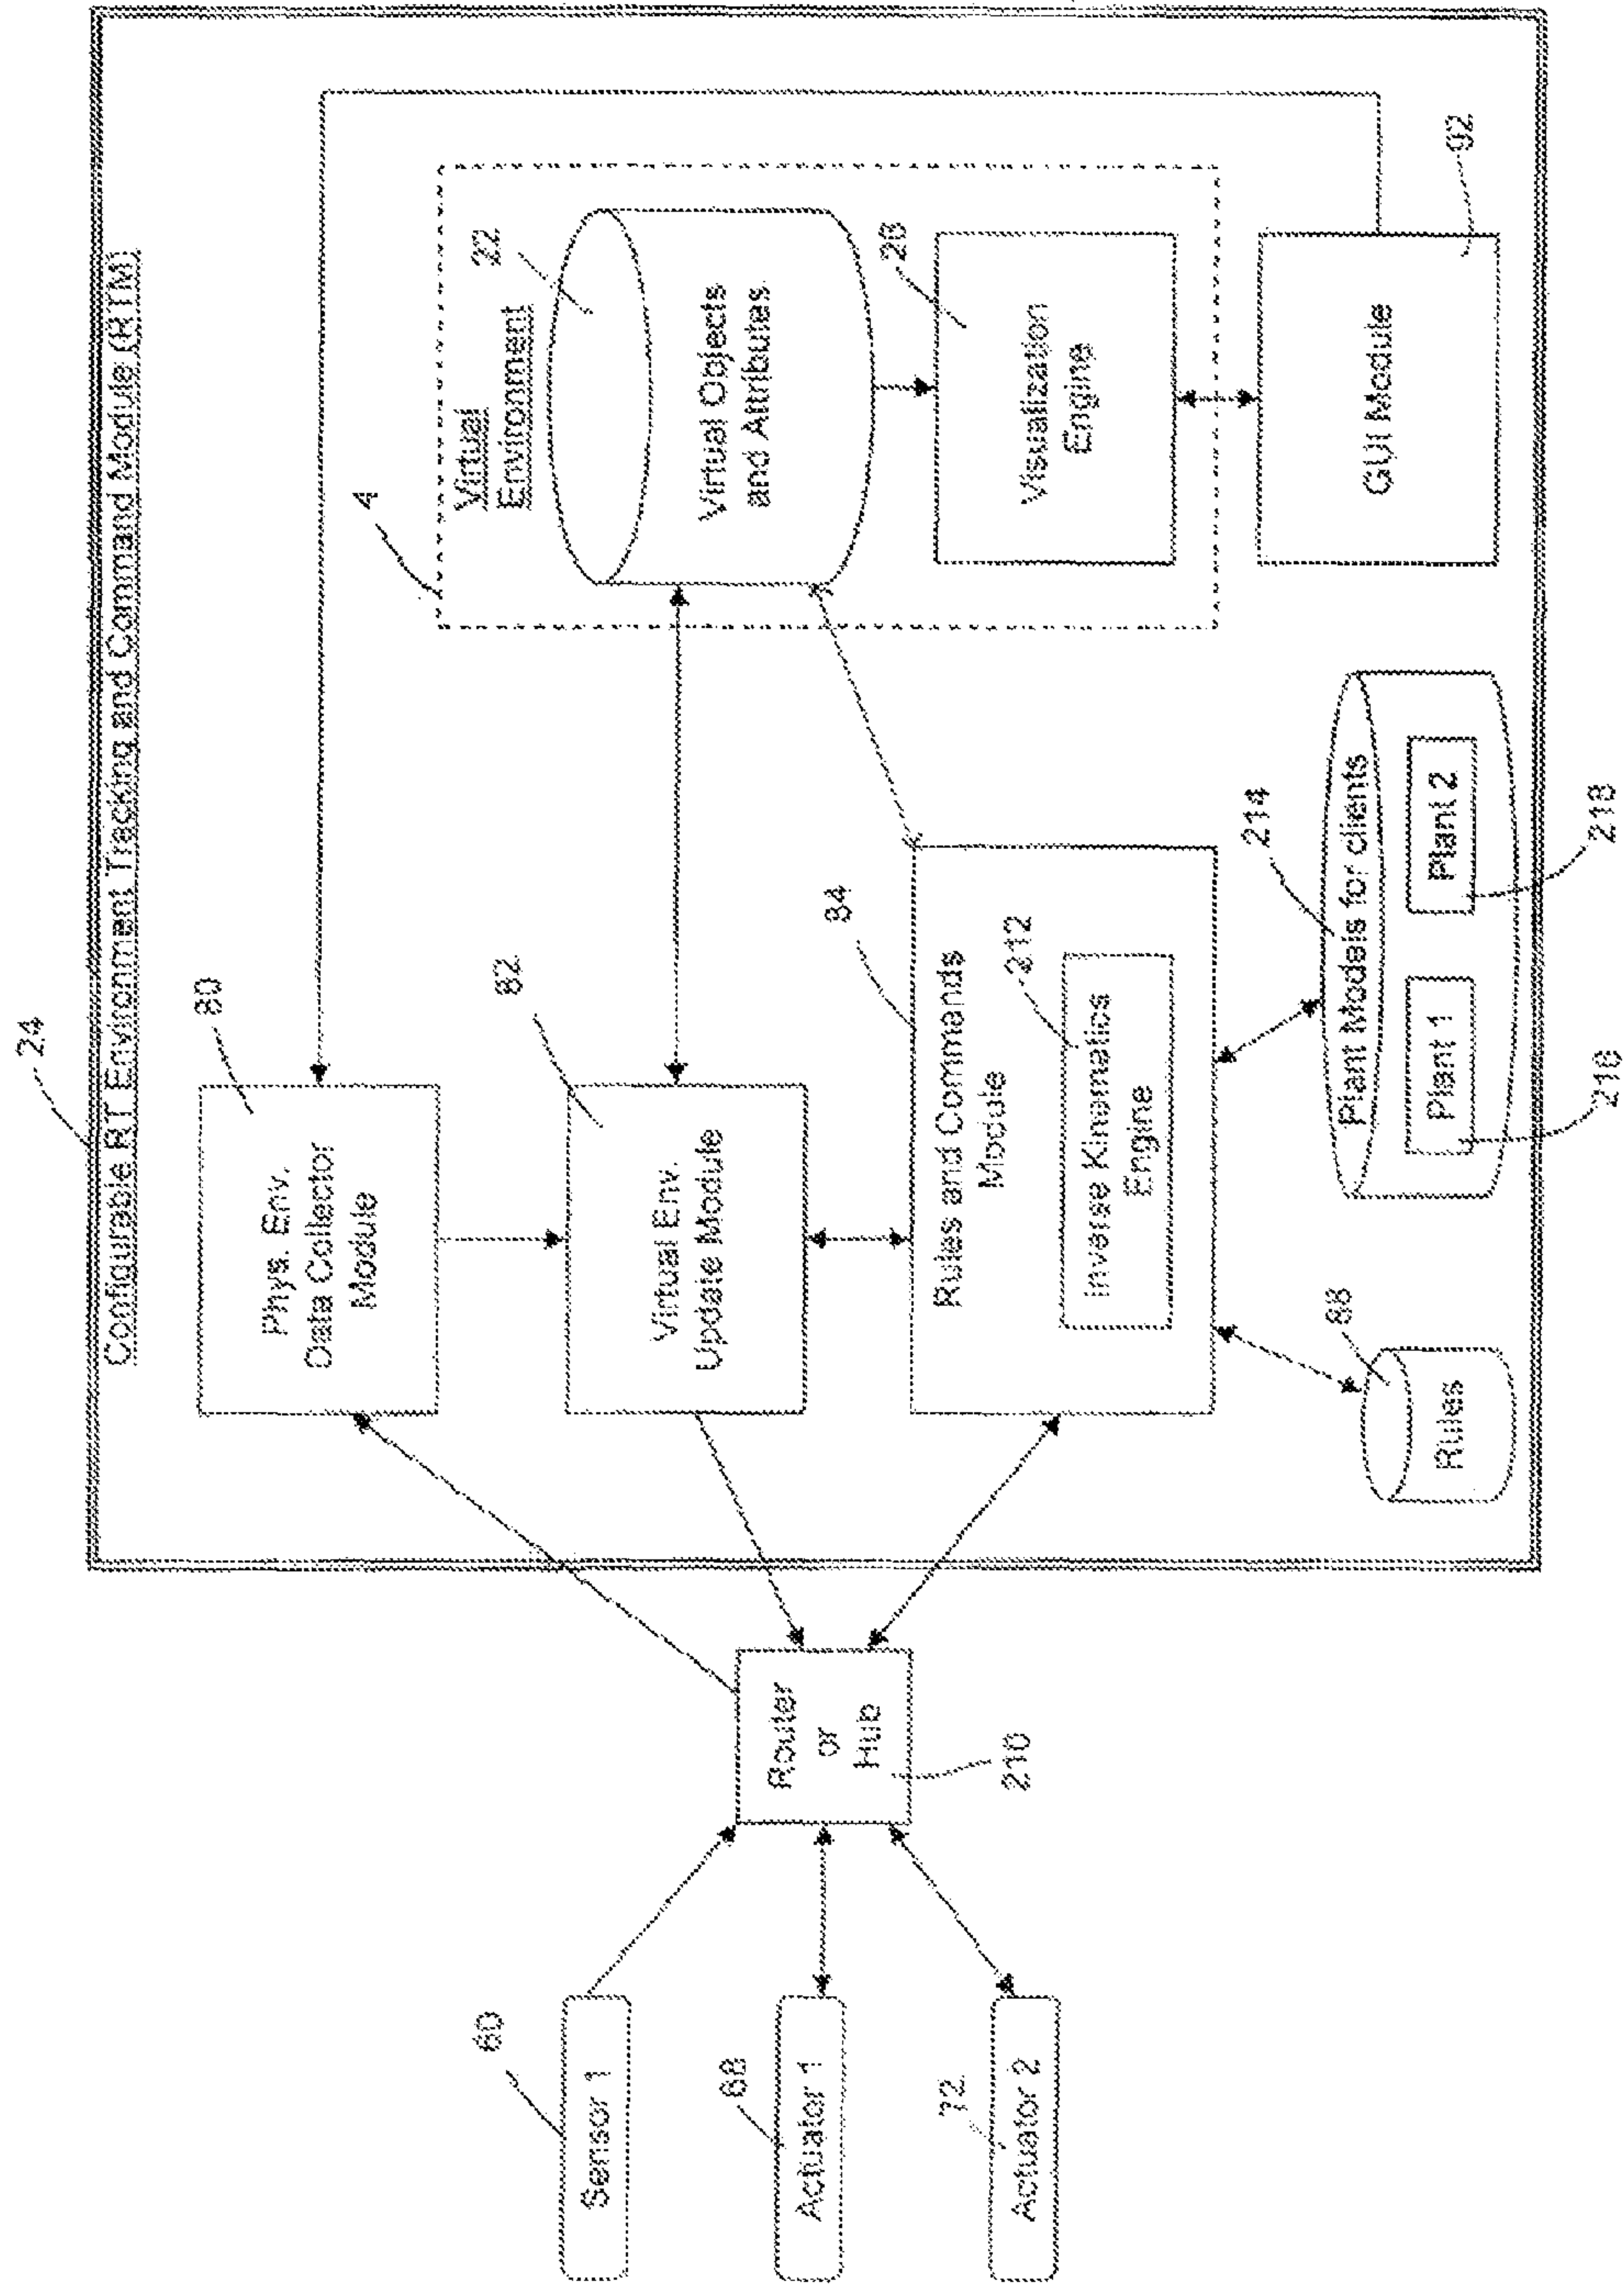 24
Configurable RT Environment Tracking and Command Module (RTM)
80
Phys. Env.
Data Collector
Module
82
Virtual Env.
Update Module
84
Rules and Commands
Module
212
Inverse Kinematics
Engine
88
Rules
214
Plant Models for clients
Plant 1
Plant 2
216
218
4
Virtual
Environment
22
Virtual Objects
and Attributes
Visualization
Engine
GUI Module
92
Router
or
Hub
210
60
Sensor 1
68
Actuator 1
72
Actuator 2